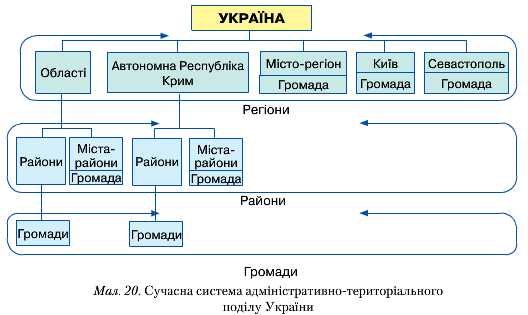 УКРАЇНА
Області
Автономна Республіка
Крим
Місто-регіон
Громада
Київ
Громада
Севастополь
Громада
Регіони
Райони
Міста-
райони
Громада
Райони
Міста-
райони
Громада
Райони
Громади
Громади
Громади
Мал. 20. Сучасна система адміністративно-територіального
поділу України